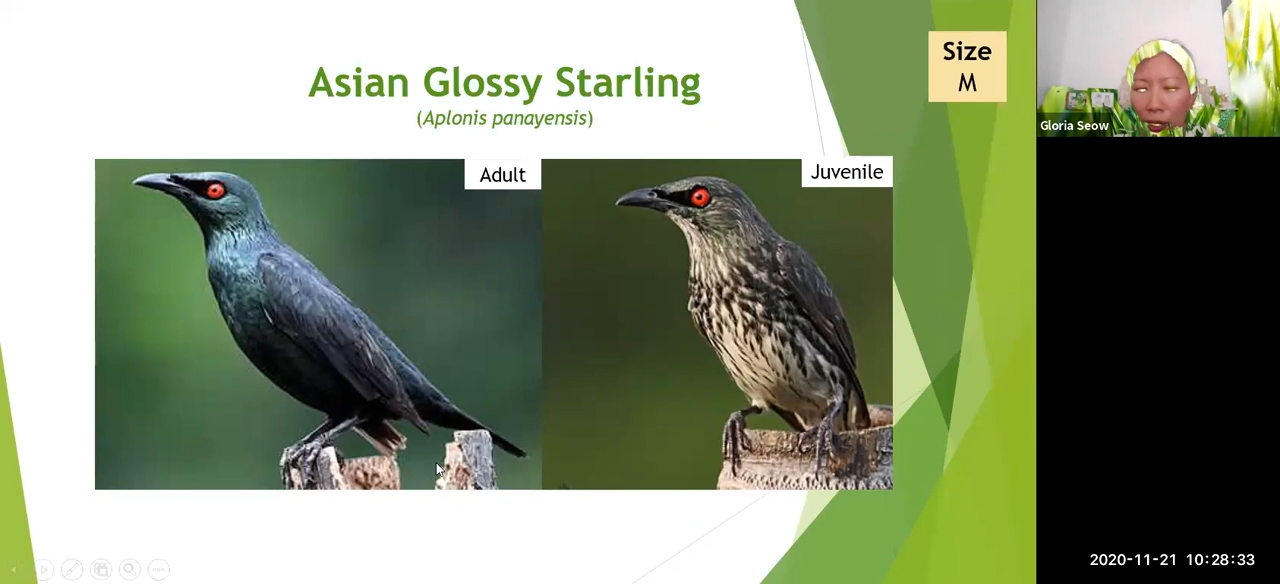 Asian Glossy Starling
(Aplonis panayensis)
Size
M
Adult
Juvenile
Gloria Seow
2020-11-21 10:28:33